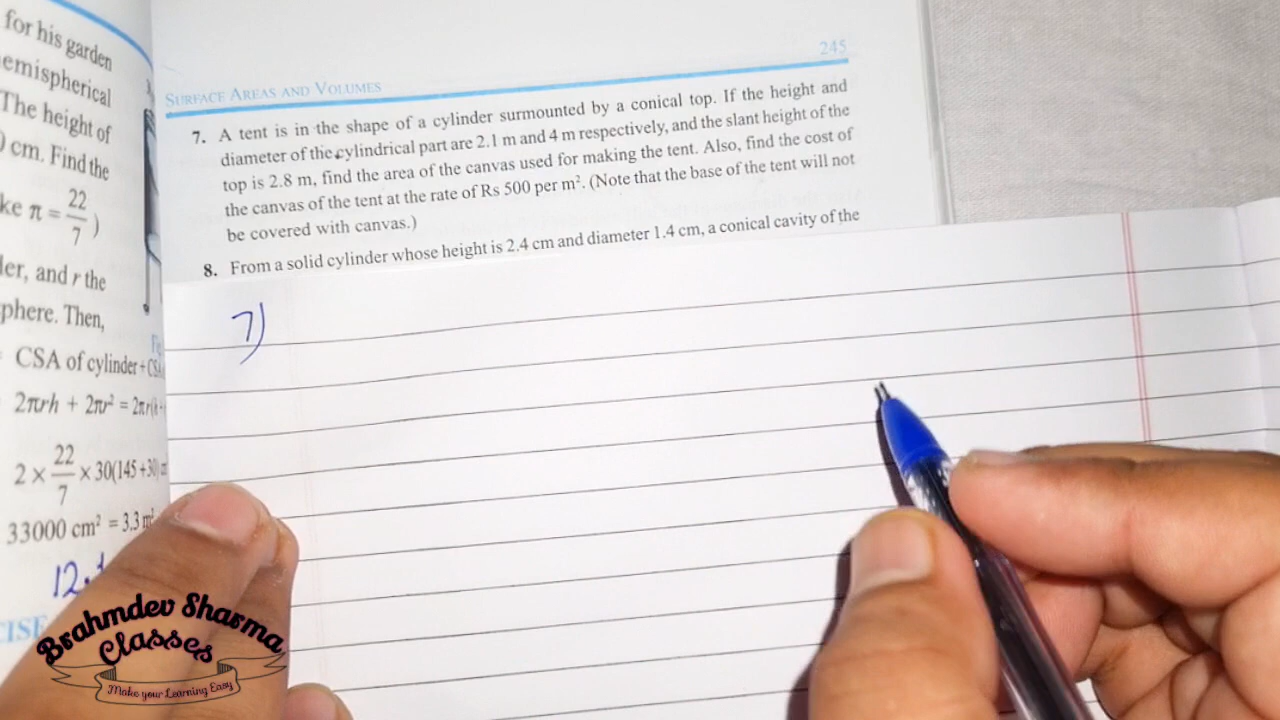 for his garden
emispherical
The height of
cm. Find the
ke π = 22/7 )
ler, and r the
phere. Then,
CSA of cylinder + CSA
2πrh + 2πr² = 2πr(h +
2 × 22/7 × 30(145 + 30)
33000 cm² = 3.3 m²
12.
CISE
245
SURFACE AREAS AND VOLUMES
7. A tent is in the shape of a cylinder surmounted by a conical top. If the height and
diameter of the cylindrical part are 2.1 m and 4 m respectively, and the slant height of the
top is 2.8 m, find the area of the canvas used for making the tent. Also, find the cost of
the canvas of the tent at the rate of Rs 500 per m². (Note that the base of the tent will not
be covered with canvas.)
8. From a solid cylinder whose height is 2.4 cm and diameter 1.4 cm, a conical cavity of the
7)
Brahmdev Sharma
Classes
Make your Learning Easy